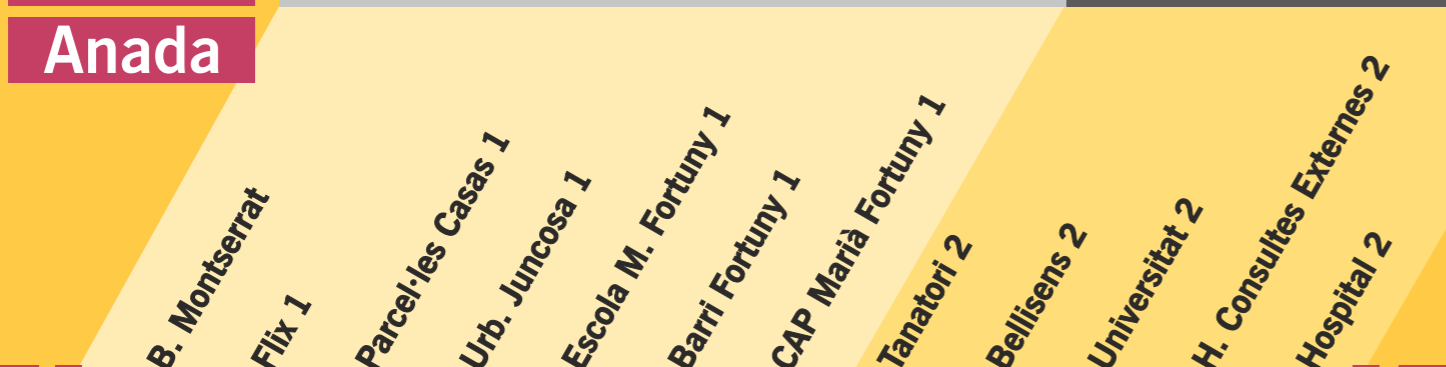 Anada
B. Montserrat
Flix 1
Parcel·les Casas 1
Urb. Juncosa 1
Escola M. Fortuny 1
Barri Fortuny 1
CAP Marià Fortuny 1
Tanatori 2
Bellisens 2
Universitat 2
H. Consultes Externes 2
Hospital 2